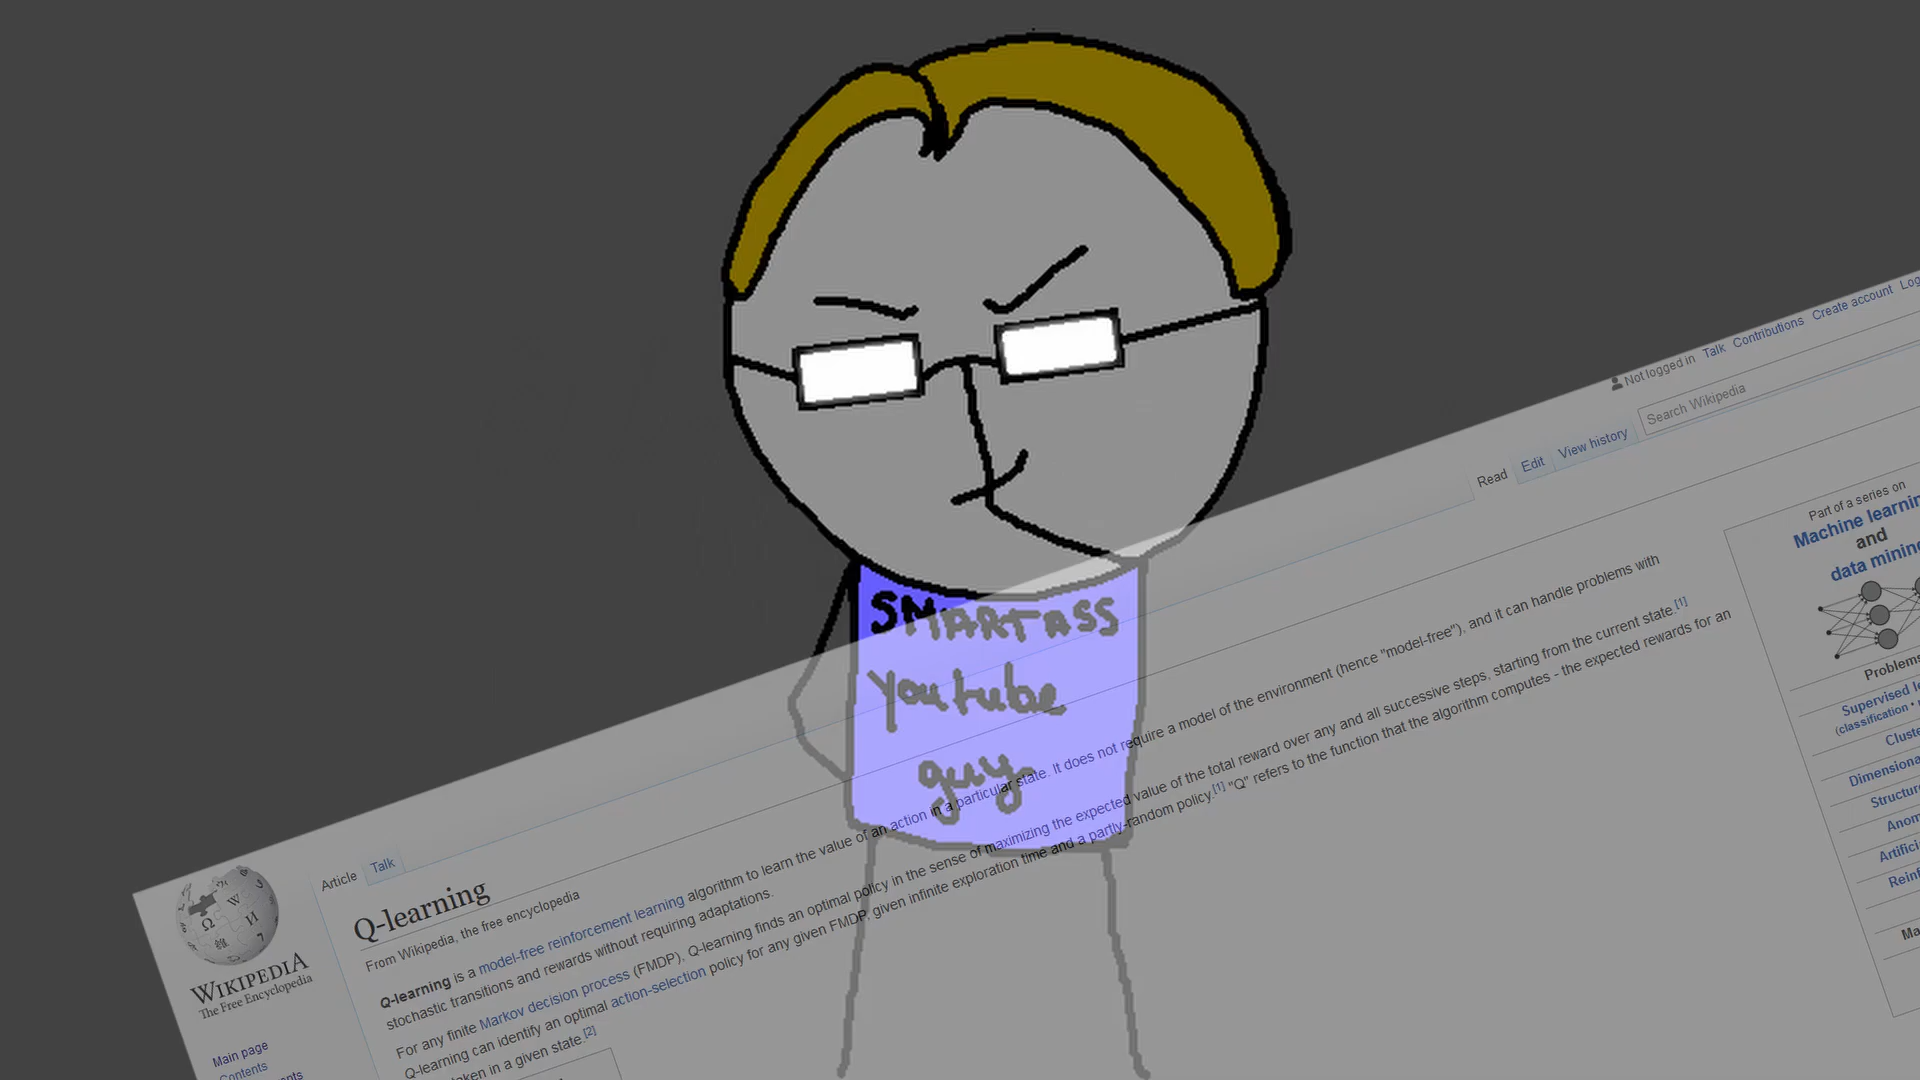 SMARTASS
Youtube
guy
Not logged in Talk Contributions Create account
Read Edit View history
Search Wikipedia
Article Talk
Q-learning
From Wikipedia, the free encyclopedia
Q-learning is a model-free reinforcement learning algorithm to learn the value of an action in a particular state. It does not require a model of the environment (hence "model-free"), and it can handle problems with
stochastic transitions and rewards without requiring adaptations.
For any finite Markov decision process (FMDP), Q-learning finds an optimal policy in the sense of maximizing the expected value of the total reward over any and all successive steps, starting from the current state.[1]
Q-learning can identify an optimal action-selection policy for any given FMDP, given infinite exploration time and a partly-random policy.[1] "Q" refers to the function that the algorithm computes - the expected rewards for an
taken in a given state.[2]
WIKIPEDIA
The Free Encyclopedia
Main page
Contents
Part of a series on
Machine learning
and
data mining
Problems
Supervised
(classification •